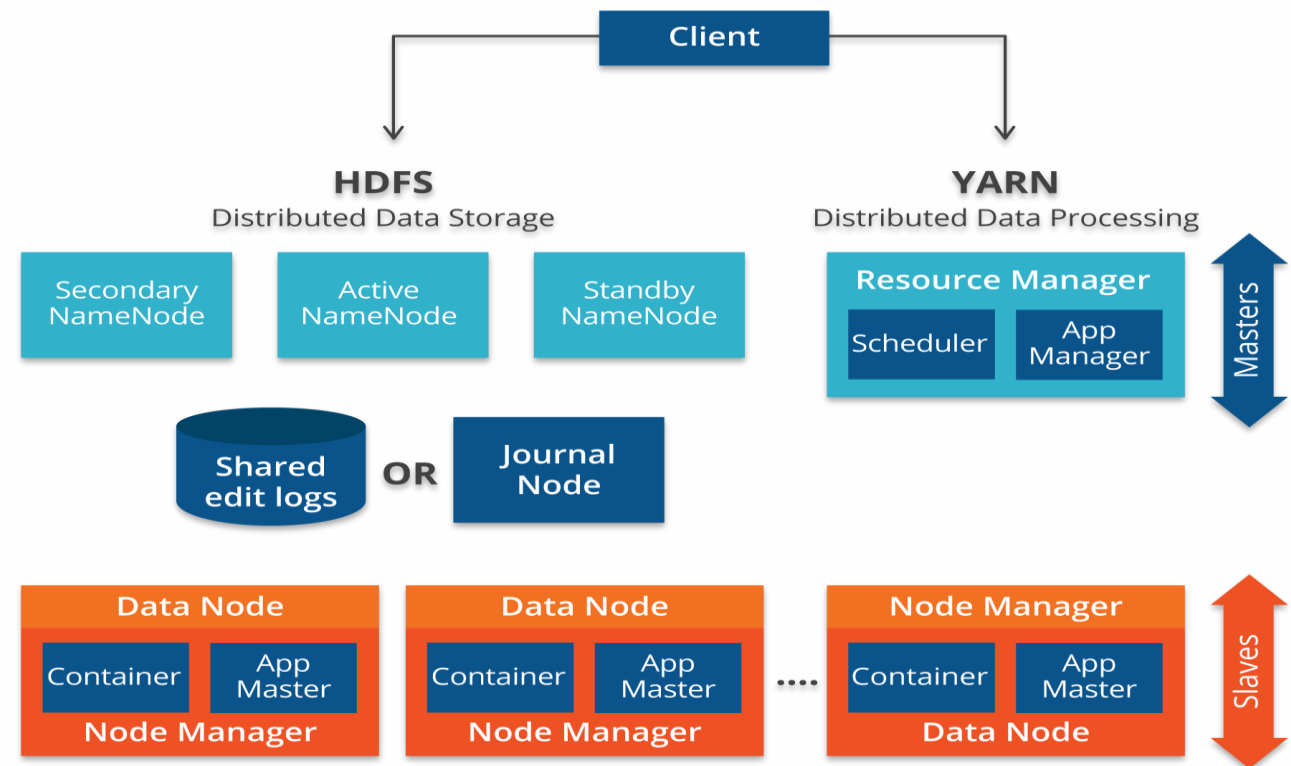 Client
HDFS
Distributed Data Storage
YARN
Distributed Data Processing
Secondary
NameNode
Active
NameNode
Standby
NameNode
Resource Manager
Scheduler
App
Manager
Masters
Shared
edit logs
OR
Journal
Node
Data Node
Container
App
Master
Node Manager
Data Node
Container
App
Master
Node Manager
....
Node Manager
Container
App
Master
Data Node
Slaves